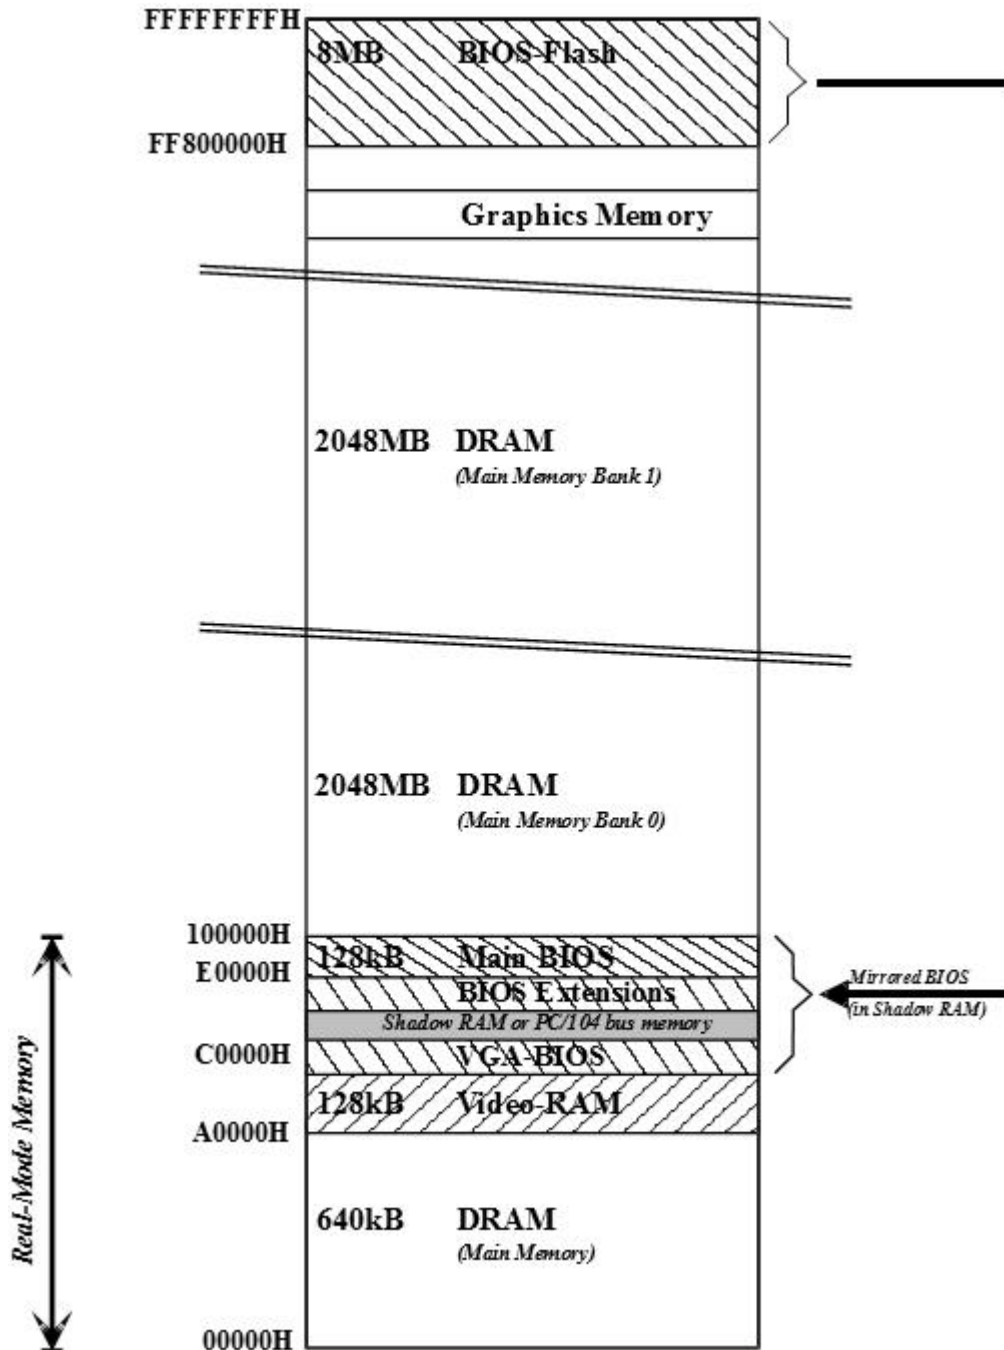 FFFFFFFFH
8MB BIOS-Flash
FF800000H
Graphics Memory
2048MB DRAM
(Main Memory Bank 1)
2048MB DRAM
(Main Memory Bank 0)
100000H
128kB Main BIOS
E0000H
BIOS Extensions
Mirrored BIOS
(in Shadow RAM)
Shadow RAM or PC/104 bus memory
C0000H
VGA-BIOS
128kB Video-RAM
A0000H
Real-Mode Memory
640kB DRAM
(Main Memory)
00000H